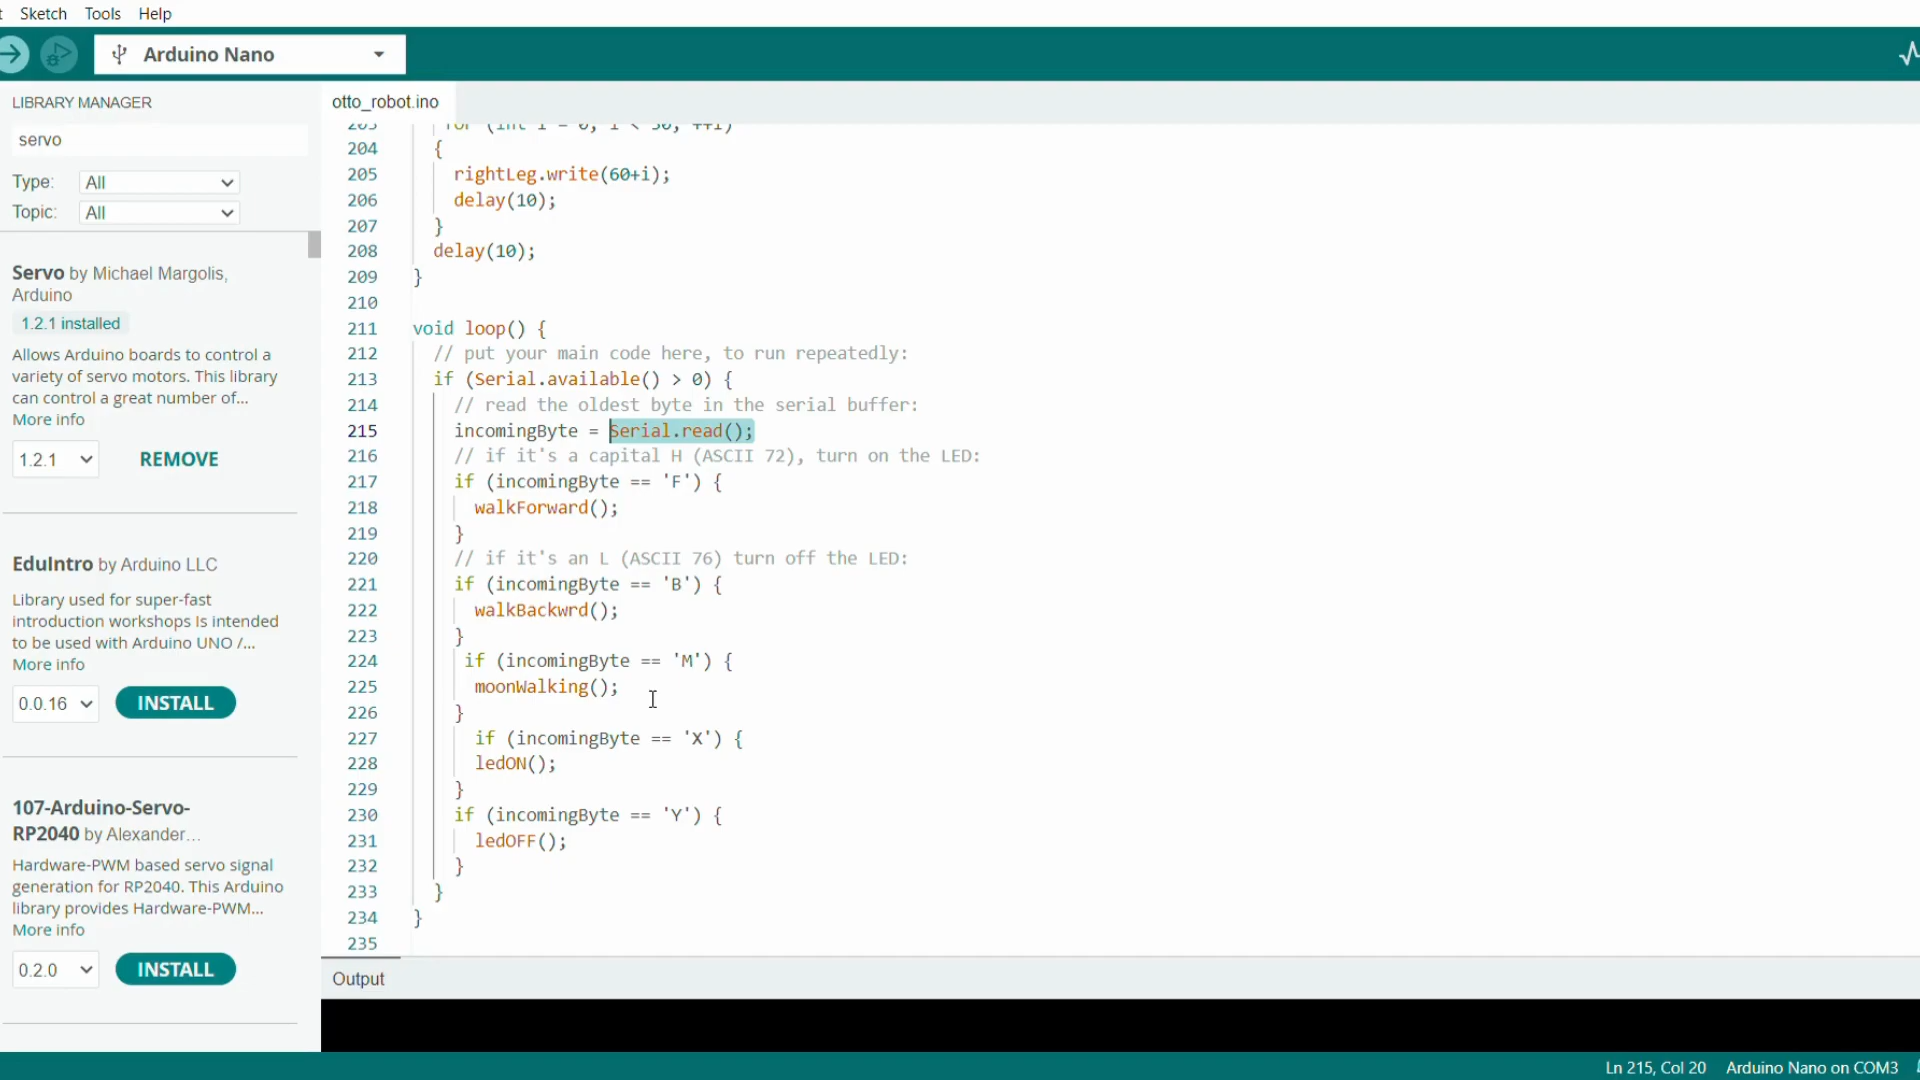 Sketch Tools Help
Arduino Nano
LIBRARY MANAGER
servo
Type: All
Topic: All
Servo by Michael Margolis,
Arduino
1.2.1 installed
Allows Arduino boards to control a
variety of servo motors. This library
can control a great number of...
More info
1.2.1 REMOVE
EduIntro by Arduino LLC
Library used for super-fast
introduction workshops Is intended
to be used with Arduino UNO /...
More info
0.0.16 INSTALL
107-Arduino-Servo-
RP2040 by Alexander...
Hardware-PWM based servo signal
generation for RP2040. This Arduino
library provides Hardware-PWM...
More info
0.2.0 INSTALL
otto_robot.ino
203 for (int i = 0; i < 30; ++i)
204 {
205 rightLeg.write(60+i);
206 delay(10);
207 }
208 delay(10);
209 }
210
211 void loop() {
212 // put your main code here, to run repeatedly:
213 if (Serial.available() > 0) {
214 // read the oldest byte in the serial buffer:
215 incomingByte = Serial.read();
216 // if it's a capital H (ASCII 72), turn on the LED:
217 if (incomingByte == 'F') {
218 walkForward();
219 }
220 // if it's an L (ASCII 76) turn off the LED:
221 if (incomingByte == 'B') {
222 walkBackwrd();
223 }
224 if (incomingByte == 'M') {
225 moonWalking();
226 }
227 if (incomingByte == 'X') {
228 ledON();
229 }
230 if (incomingByte == 'Y') {
231 ledOFF();
232 }
233 }
234 }
235
Output
Ln 215, Col 20 Arduino Nano on COM3